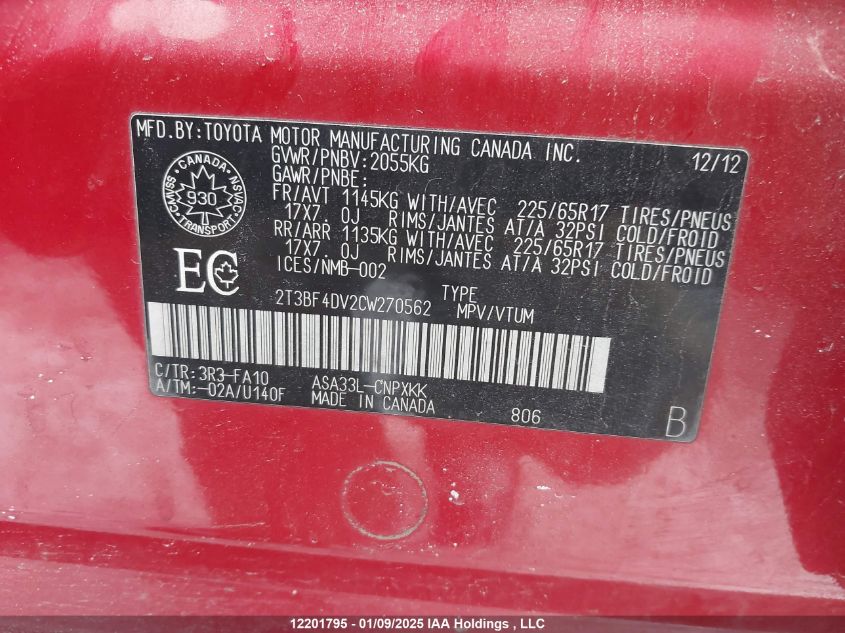 MFD.BY:TOYOTA MOTOR MANUFACTURING CANADA INC. 12/12
GVWR/PNBV:2055KG
GAWR/PNBE:
FR/AVT 1145KG WITH/AVEC 225/65R17 TIRES/PNEUS
17X7.0J RIMS/JANTES AT/A 32PSI COLD/FROID
RR/ARR 1135KG WITH/AVEC 225/65R17 TIRES/PNEUS
17X7.0J RIMS/JANTES AT/A 32PSI COLD/FROID
ICES/NMB-002
CANADA
930
TRANSPORT
CMVSS
NSVAC
EC
2T3BF4DV2CW270562
TYPE
MPV/VTUM
C/TR:3R3-FA10 ASA33L-CNPXKK
A/TM:-02A/U140F MADE IN CANADA
806
B
12201795 - 01/09/2025 IAA Holdings , LLC